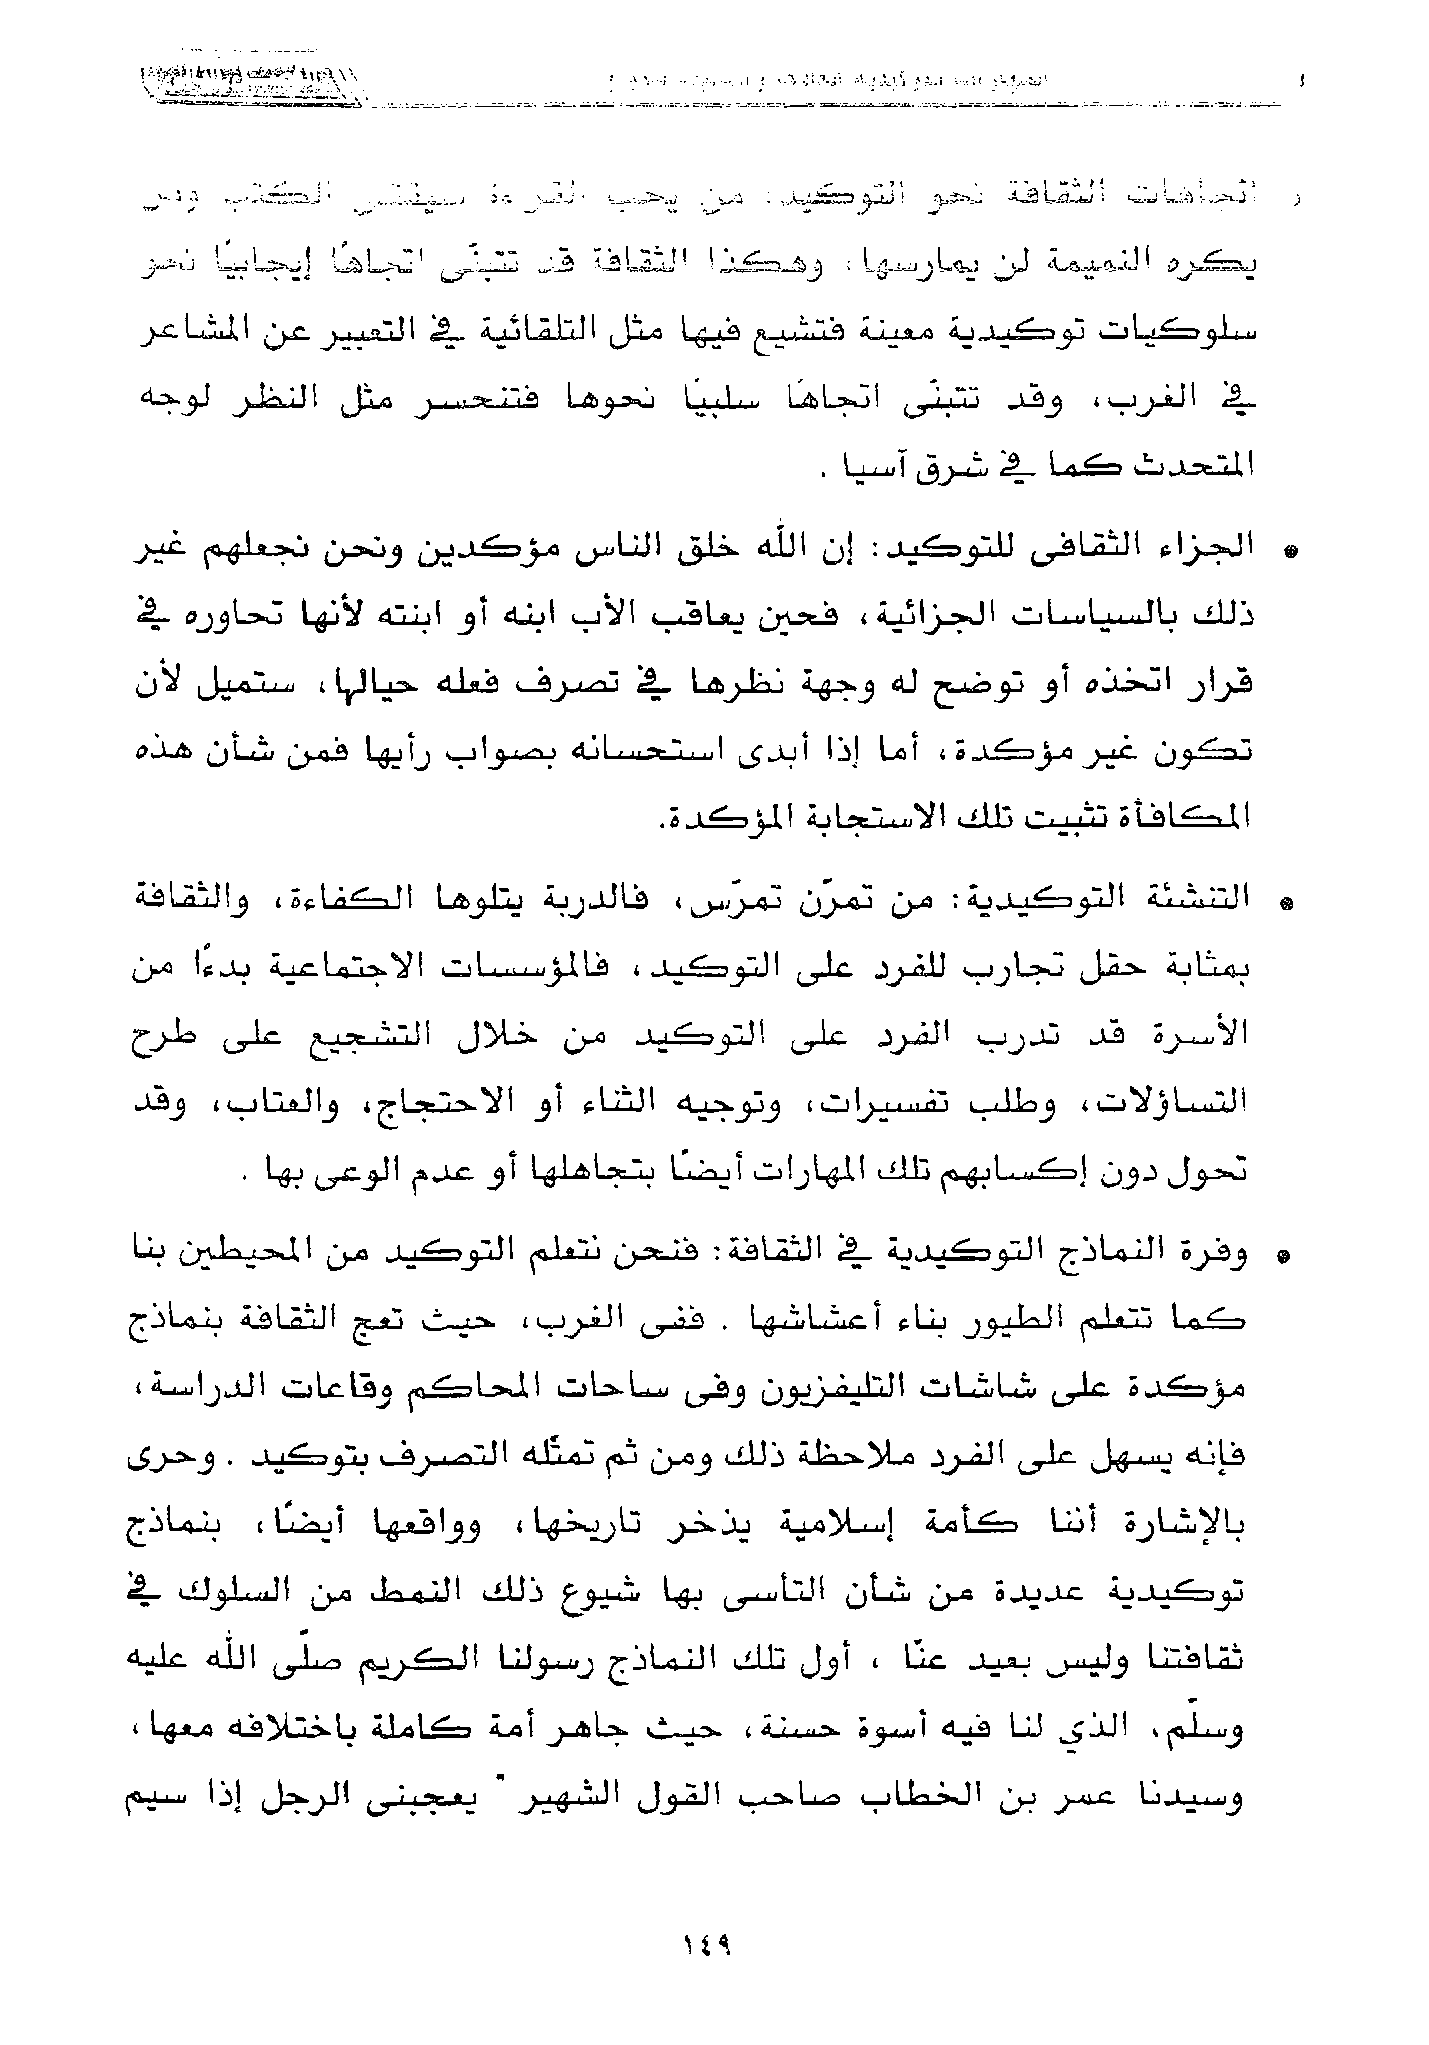 اتجاهات الثقافة نحو التوكيد: من يحب القراءة سيقتنى الكتب ومن
يكره النميمة لن يمارسها، وهكذا الثقافة قد تتبنّى اتجاهًا إيجابيًا نحو
سلوكيات توكيدية معينة فتشيع فيها مثل التلقائية في التعبير عن المشاعر
في الغرب، وقد تتبنّى اتجاهًا سلبيًا نحوها فتنحسر مثل النظر لوجه
المتحدث كما في شرق آسيا .
• الجزاء الثقافى للتوكيد: إن الله خلق الناس مؤكدين ونحن نجعلهم غير
ذلك بالسياسات الجزائية، فحين يعاقب الأب ابنه أو ابنته لأنها تحاوره في
قرار اتخذه أو توضح له وجهة نظرها في تصرف فعله حيالها، ستميل لأن
تكون غير مؤكدة، أما إذا أبدى استحسانه بصواب رأيها فمن شأن هذه
المكافأة تثبيت تلك الاستجابة المؤكدة.
• التنشئة التوكيدية: من تمرّن تمرّس، فالدربة يتلوها الكفاءة، والثقافة
بمثابة حقل تجارب للفرد على التوكيد، فالمؤسسات الاجتماعية بدءًا من
الأسرة قد تدرب الفرد على التوكيد من خلال التشجيع على طرح
التساؤلات، وطلب تفسيرات، وتوجيه الثناء أو الاحتجاج، والعتاب، وقد
تحول دون إكسابهم تلك المهارات أيضًا بتجاهلها أو عدم الوعى بها .
• وفرة النماذج التوكيدية في الثقافة: فنحن نتعلم التوكيد من المحيطين بنا
كما تتعلم الطيور بناء أعشاشها . ففى الغرب، حيث تعج الثقافة بنماذج
مؤكدة على شاشات التليفزيون وفى ساحات المحاكم وقاعات الدراسة،
فإنه يسهل على الفرد ملاحظة ذلك ومن ثم تمثّله التصرف بتوكيد . وحرى
بالإشارة أننا كأمة إسلامية يذخر تاريخها، وواقعها أيضًا، بنماذج
توكيدية عديدة من شأن التأسى بها شيوع ذلك النمط من السلوك في
ثقافتنا وليس بعيد عنّا ، أول تلك النماذج رسولنا الكريم صلّى الله عليه
وسلّم، الذي لنا فيه أسوة حسنة، حيث جاهر أمة كاملة باختلافه معها،
وسيدنا عمر بن الخطاب صاحب القول الشهير " يعجبنى الرجل إذا سيم
١٤٩